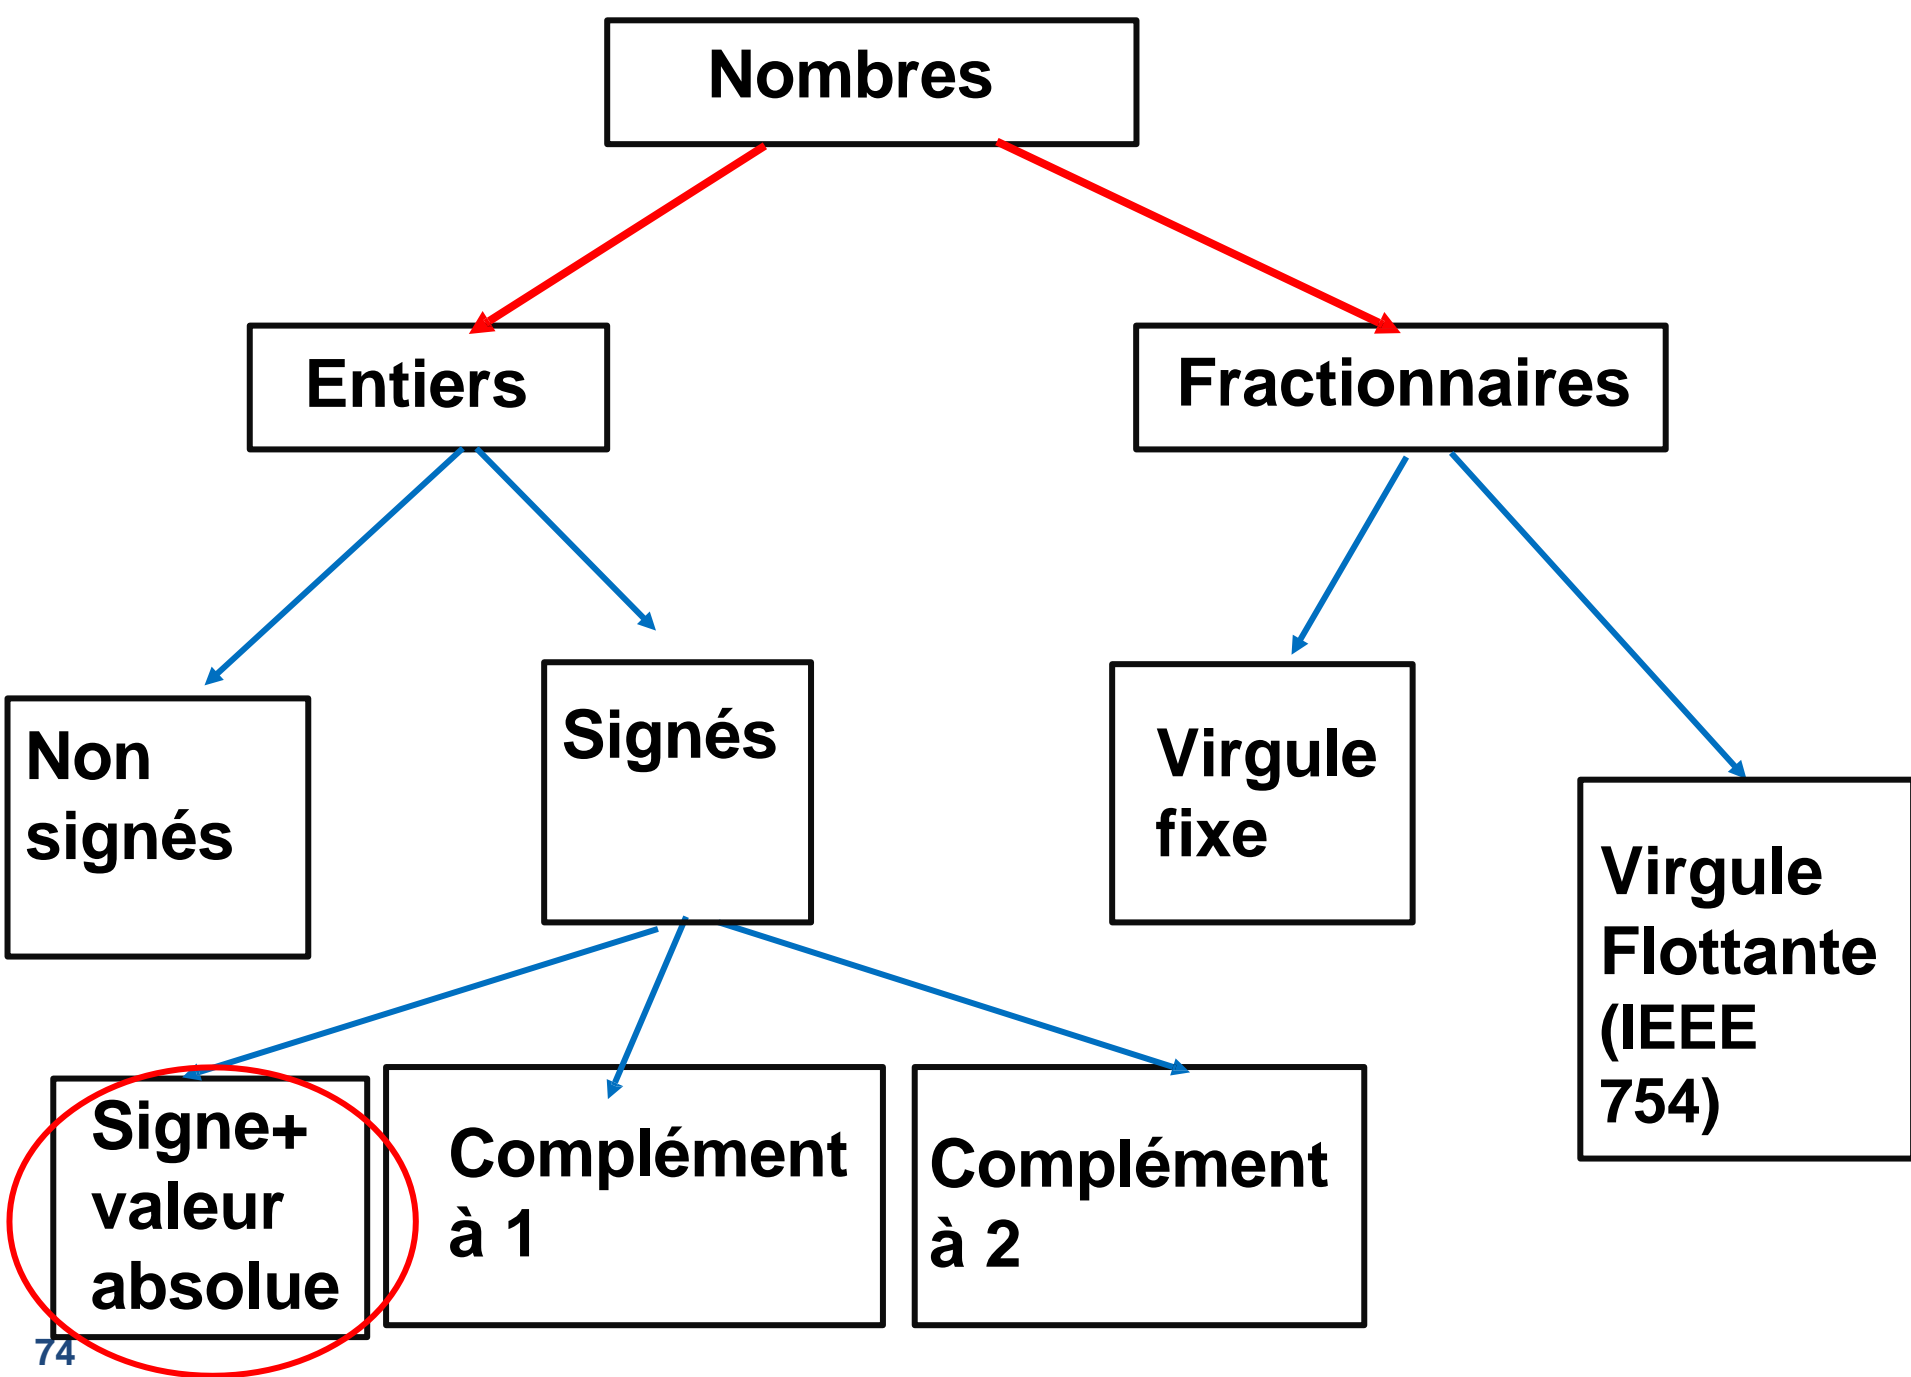 Nombres
Entiers
Fractionnaires
Non
signés
Signés
Virgule
fixe
Virgule
Flottante
(IEEE
754)
Signe+
valeur
absolue
Complément
à 1
Complément
à 2
74